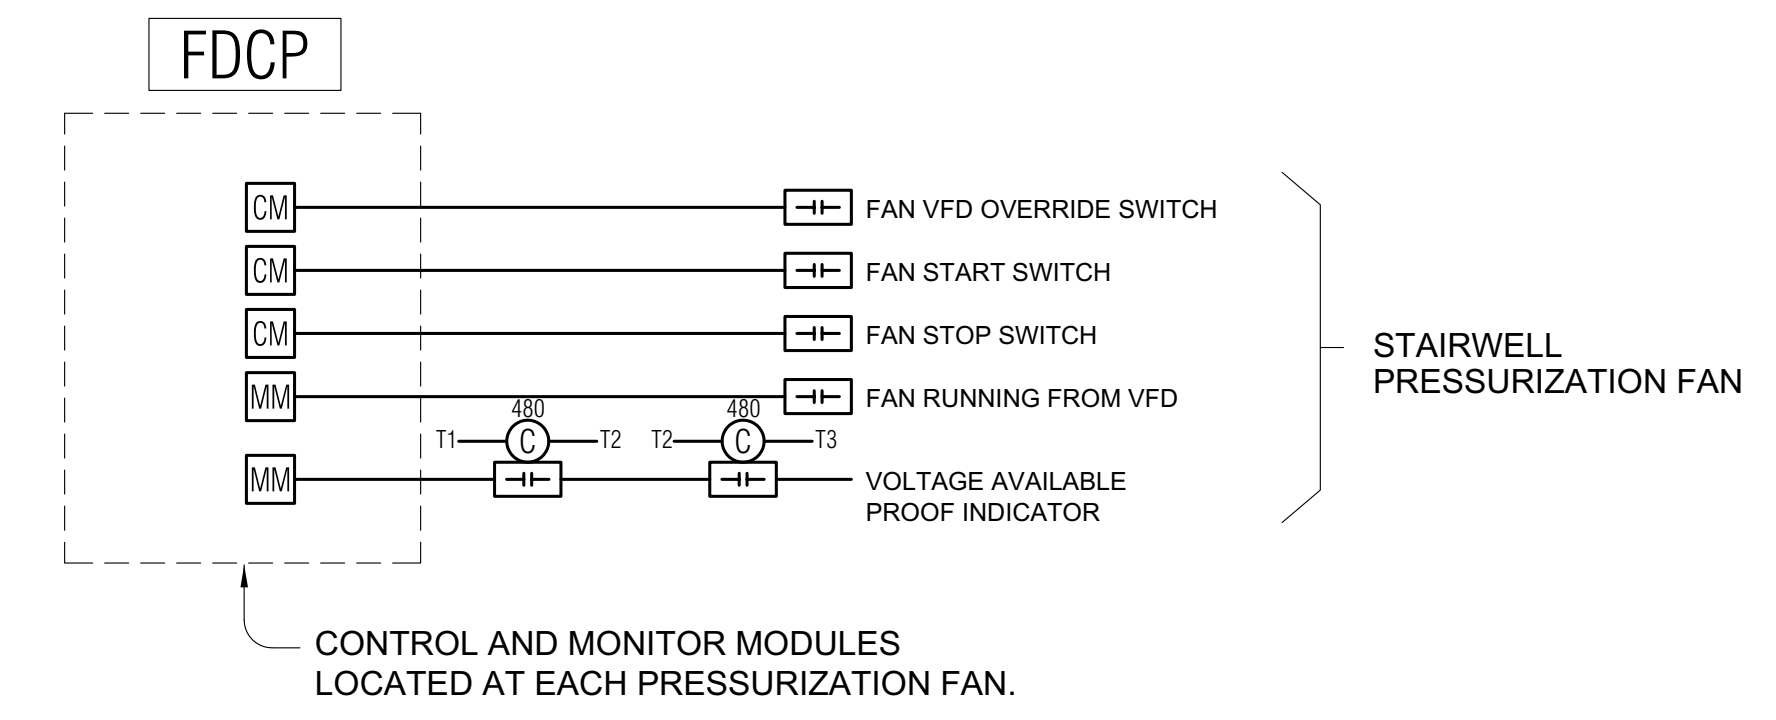 FDCP
CM
FAN VFD OVERRIDE SWITCH
CM
FAN START SWITCH
CM
FAN STOP SWITCH
STAIRWELL
PRESSURIZATION FAN
MM
FAN RUNNING FROM VFD
480
480
T1
C
T2
T2
C
T3
MM
VOLTAGE AVAILABLE
PROOF INDICATOR
CONTROL AND MONITOR MODULES
LOCATED AT EACH PRESSURIZATION FAN.